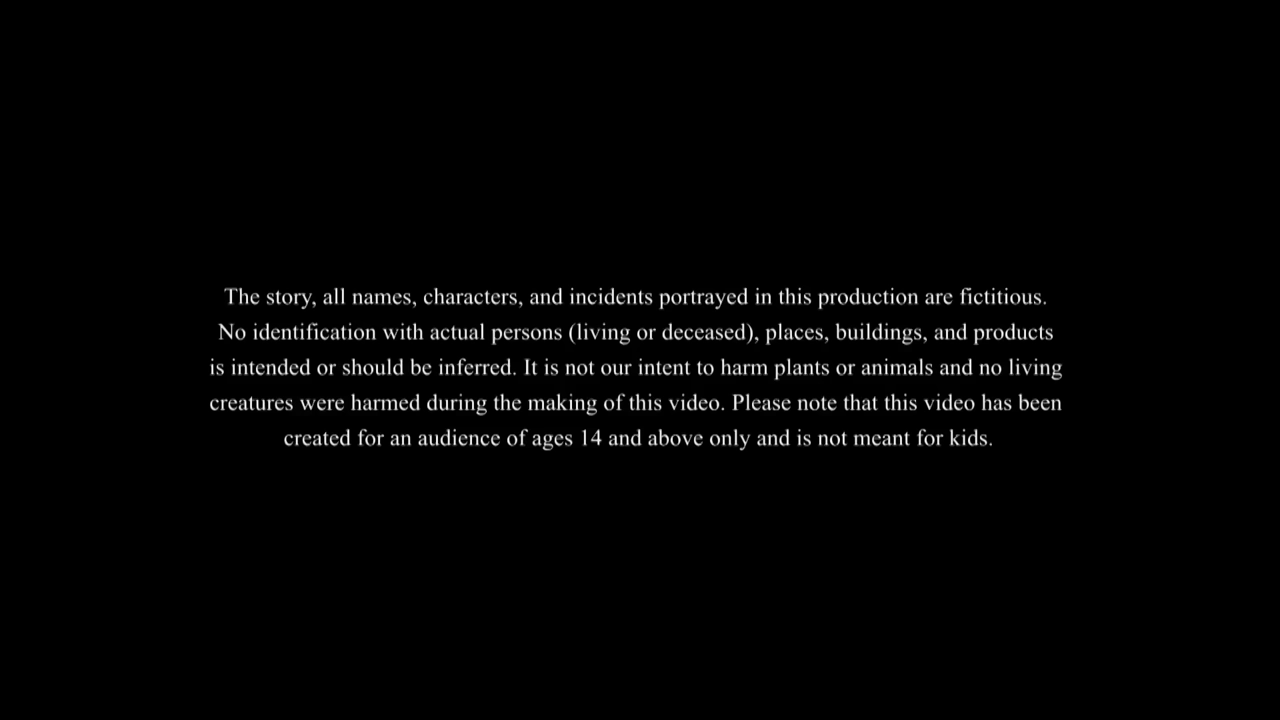 The story, all names, characters, and incidents portrayed in this production are fictitious.
No identification with actual persons (living or deceased), places, buildings, and products
is intended or should be inferred. It is not our intent to harm plants or animals and no living
creatures were harmed during the making of this video. Please note that this video has been
created for an audience of ages 14 and above only and is not meant for kids.